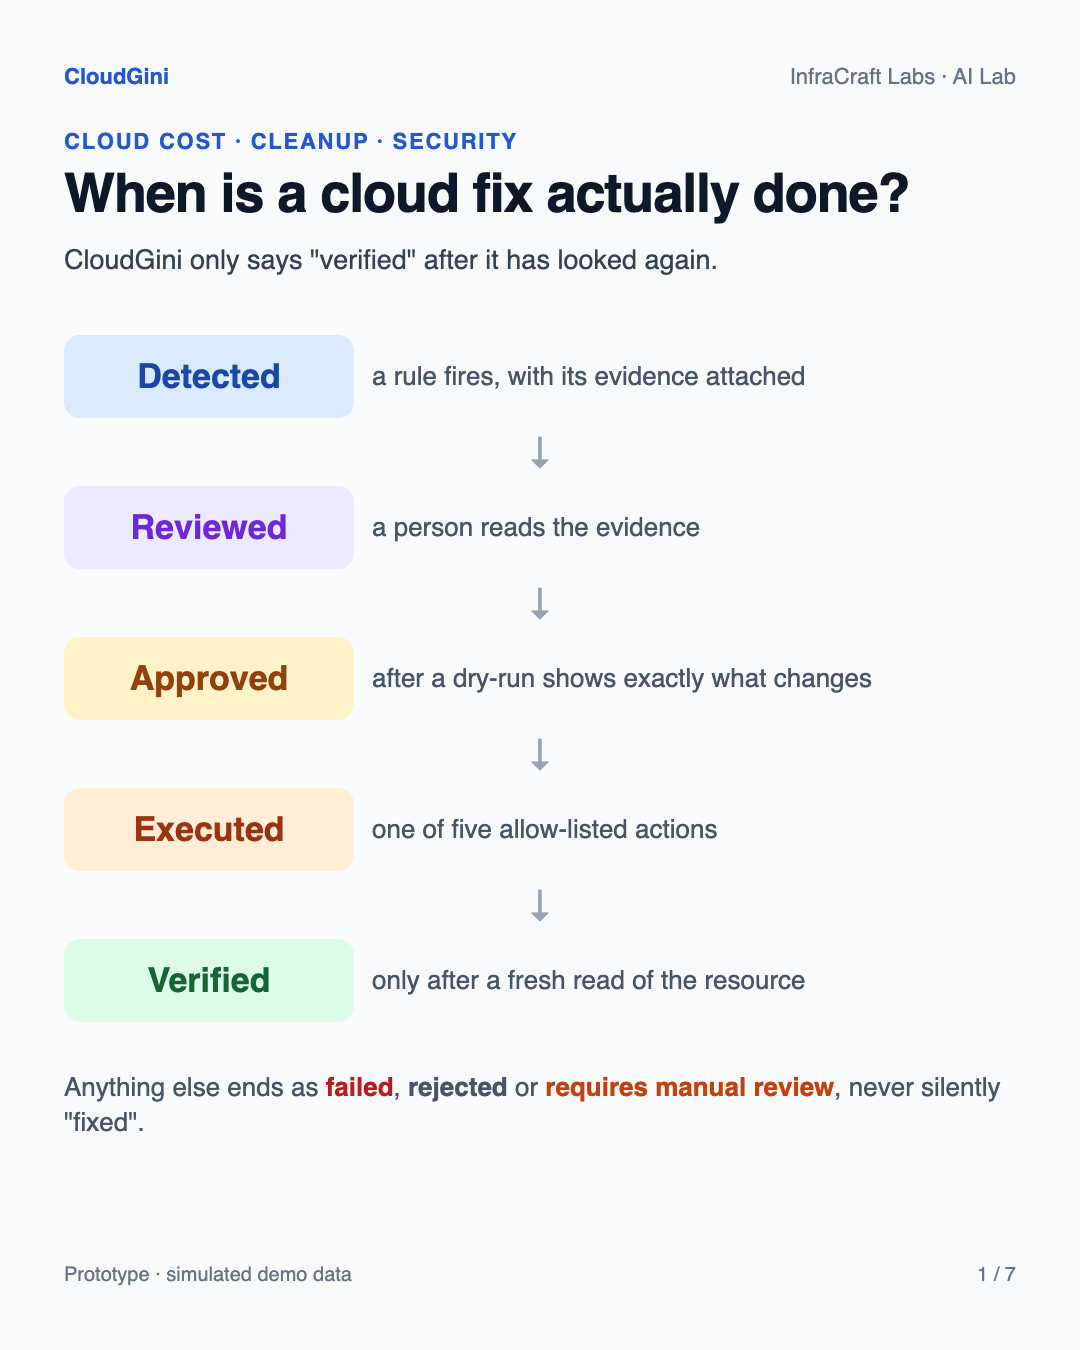 CloudGini
InfraCraft Labs · AI Lab
CLOUD COST · CLEANUP · SECURITY
When is a cloud fix actually done?
CloudGini only says "verified" after it has looked again.
Detected
a rule fires, with its evidence attached
↓
Reviewed
a person reads the evidence
↓
Approved
after a dry-run shows exactly what changes
↓
Executed
one of five allow-listed actions
↓
Verified
only after a fresh read of the resource
Anything else ends as failed, rejected or requires manual review, never silently
"fixed".
Prototype · simulated demo data
1 / 7